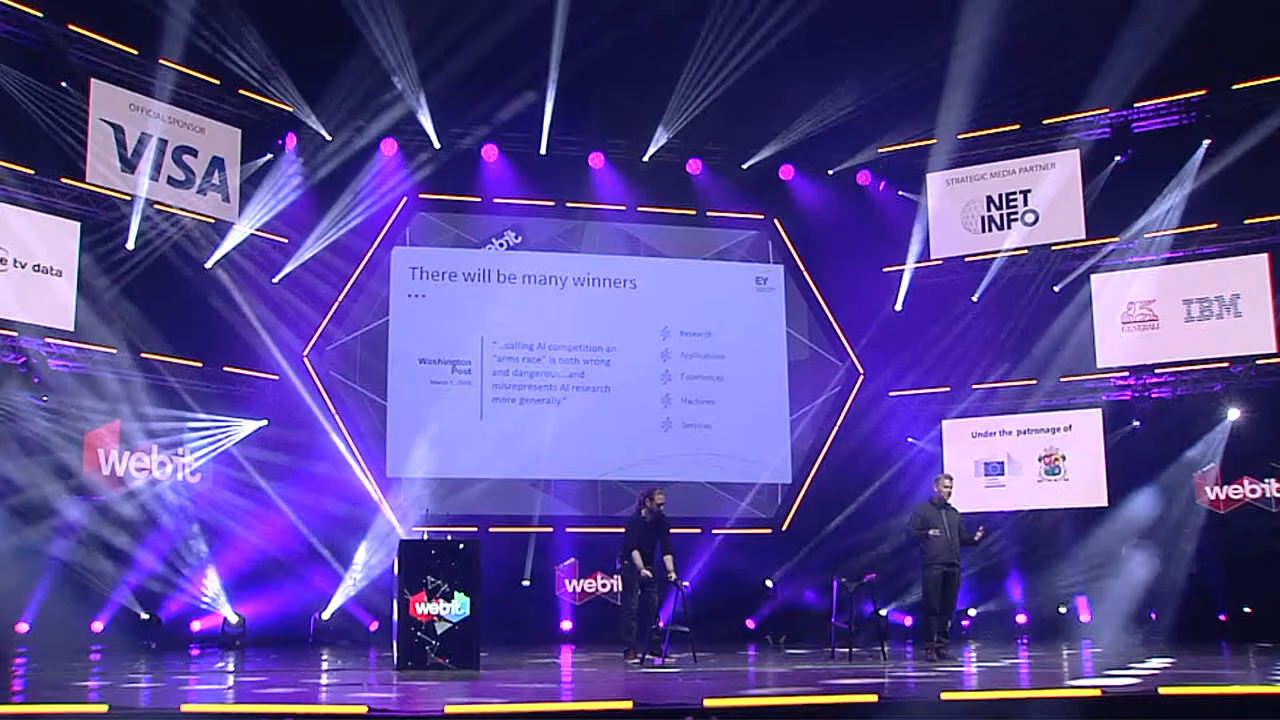 OFFICIAL SPONSOR
VISA
e tv data
webit
ebit
There will be many winners
EY
Washington
Post
"...calling AI competition an
"arms race" is both wrong
and dangerous...and
misrepresents AI research
more generally."
Research
Applications
Experiences
Machines
Services
STRATEGIC MEDIA PARTNER
NET
INFO
GENERALI
IBM
Under the patronage of
webit
webit
webit